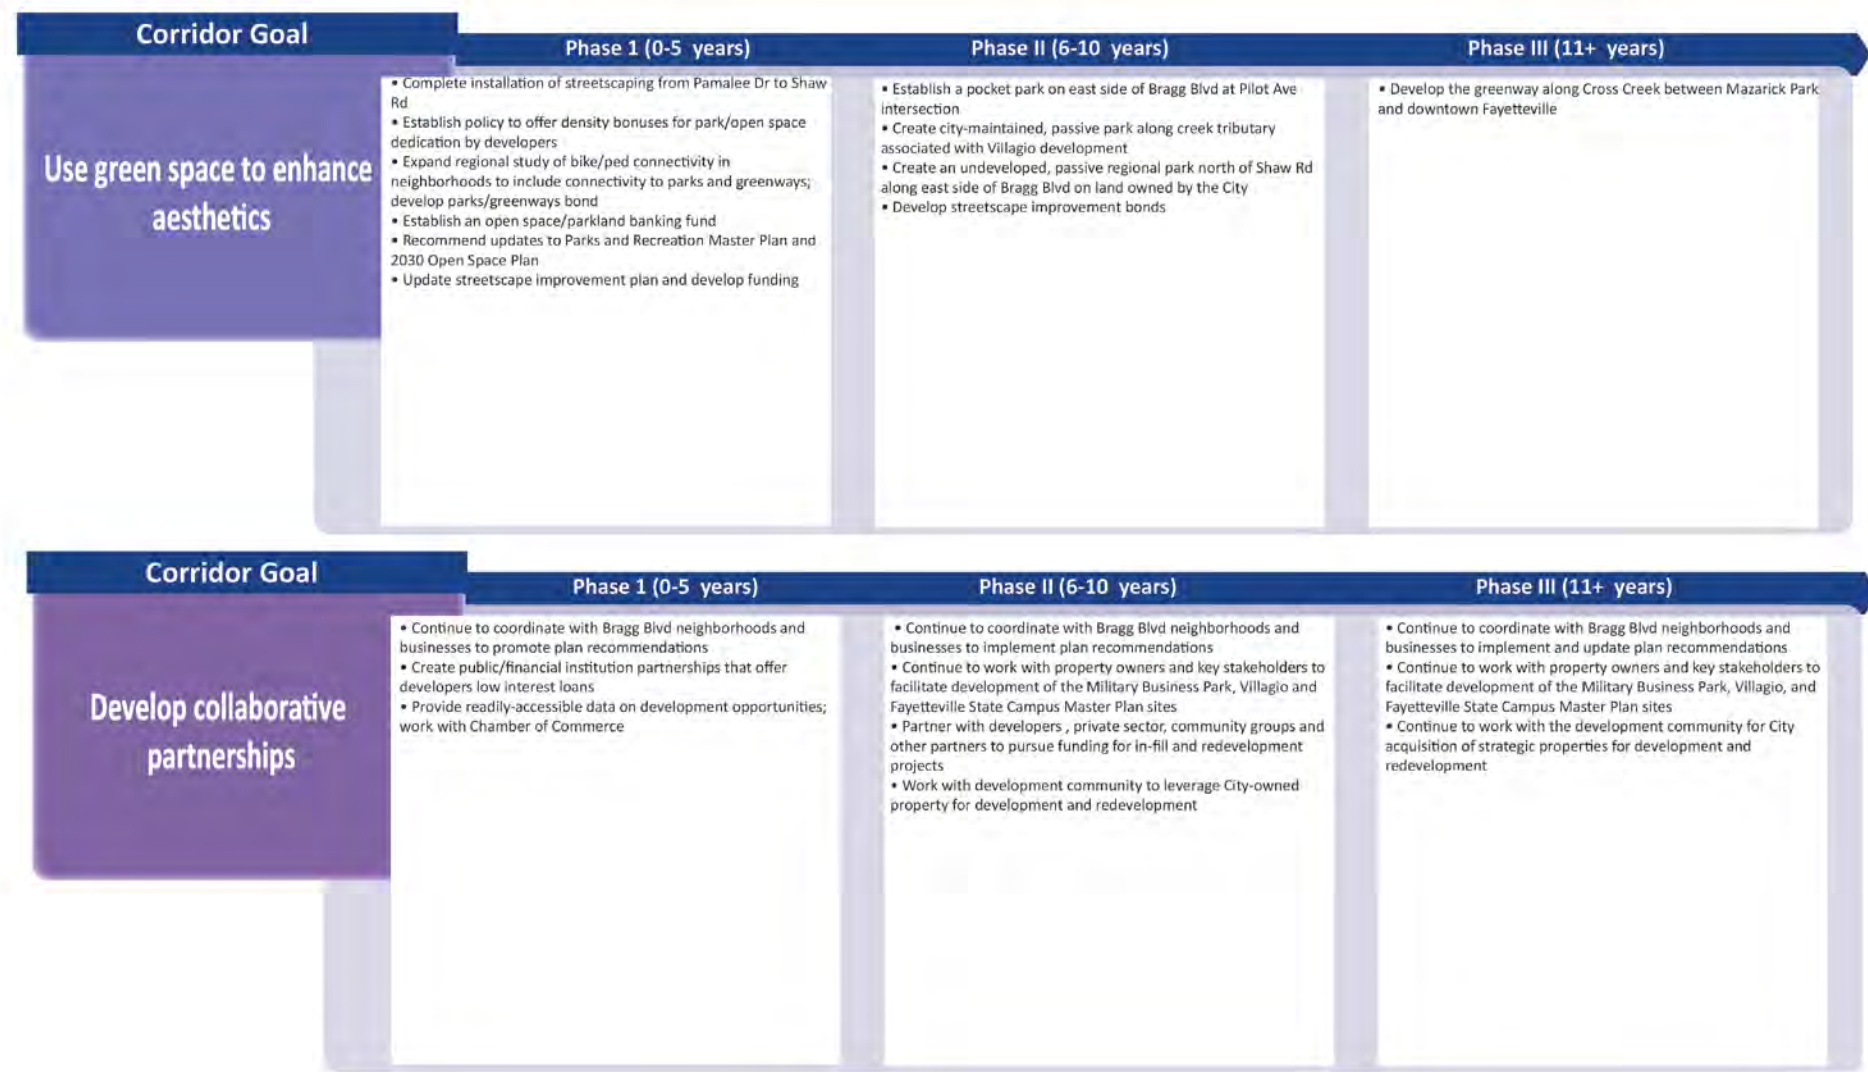 Corridor Goal
Phase 1 (0-5 years)
Phase II (6-10 years)
Phase III (11+ years)
Use green space to enhance
aesthetics
• Complete installation of streetscaping from Pamalee Dr to Shaw
Rd
• Establish policy to offer density bonuses for park/open space
dedication by developers
• Expand regional study of bike/ped connectivity in
neighborhoods to include connectivity to parks and greenways;
develop parks/greenways bond
• Establish an open space/parkland banking fund
• Recommend updates to Parks and Recreation Master Plan and
2030 Open Space Plan
• Update streetscape improvement plan and develop funding
• Establish a pocket park on east side of Bragg Blvd at Pilot Ave
intersection
• Create city-maintained, passive park along creek tributary
associated with Villagio development
• Create an undeveloped, passive regional park north of Shaw Rd
along east side of Bragg Blvd on land owned by the City
• Develop streetscape improvement bonds
• Develop the greenway along Cross Creek between Mazarick Park
and downtown Fayetteville
Corridor Goal
Phase 1 (0-5 years)
Phase II (6-10 years)
Phase III (11+ years)
Develop collaborative
partnerships
• Continue to coordinate with Bragg Blvd neighborhoods and
businesses to promote plan recommendations
• Create public/financial institution partnerships that offer
developers low interest loans
• Provide readily-accessible data on development opportunities;
work with Chamber of Commerce
• Continue to coordinate with Bragg Blvd neighborhoods and
businesses to implement plan recommendations
• Continue to work with property owners and key stakeholders to
facilitate development of the Military Business Park, Villagio and
Fayetteville State Campus Master Plan sites
• Partner with developers , private sector, community groups and
other partners to pursue funding for in-fill and redevelopment
projects
• Work with development community to leverage City-owned
property for development and redevelopment
• Continue to coordinate with Bragg Blvd neighborhoods and
businesses to implement and update plan recommendations
• Continue to work with property owners and key stakeholders to
facilitate development of the Military Business Park, Villagio, and
Fayetteville State Campus Master Plan sites
• Continue to work with the development community for City
acquisition of strategic properties for development and
redevelopment